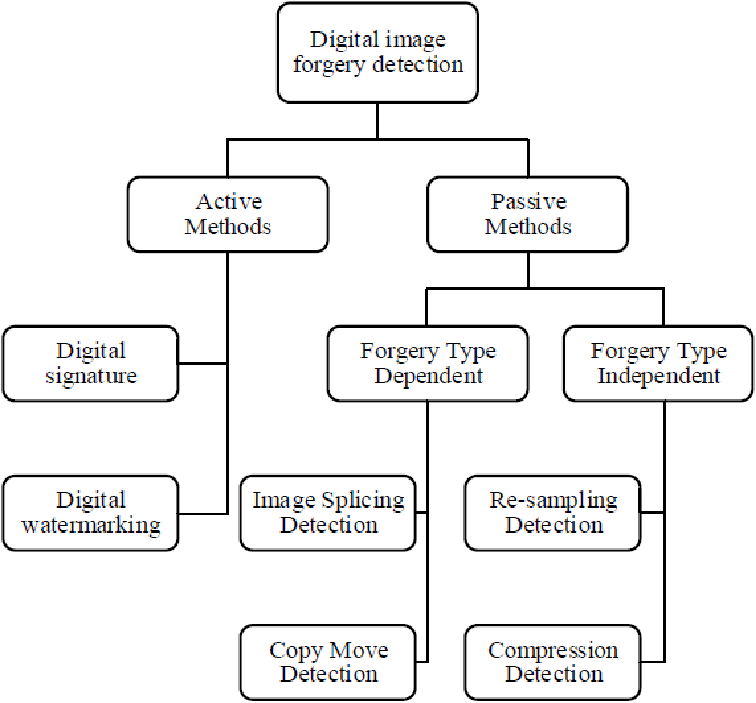 Digital image
forgery detection
Active
Methods
Passive
Methods
Digital
signature
Forgery Type
Dependent
Forgery Type
Independent
Digital
watermarking
Image Splicing
Detection
Re-sampling
Detection
Copy Move
Detection
Compression
Detection